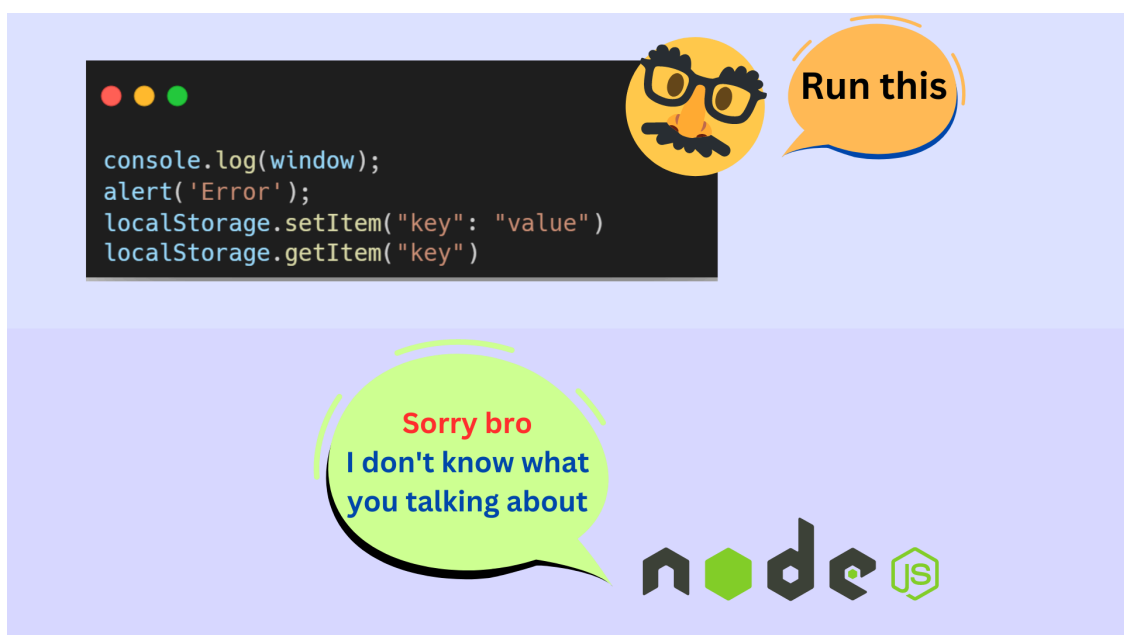 Run this
console.log(window);
alert('Error');
localStorage.setItem("key": "value")
localStorage.getItem("key")
Sorry bro
I don't know what
you talking about
node JS